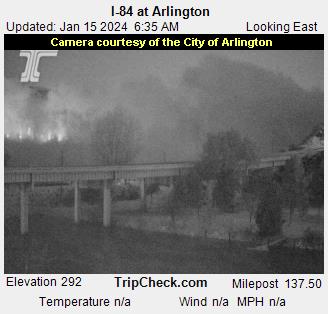 I-84 at Arlington
Updated: Jan 15 2024 6:35 AM Looking East
Camera courtesy of the City of Arlington
Elevation 292 TripCheck.com Milepost 137.50
Temperature n/a Wind n/a MPH n/a